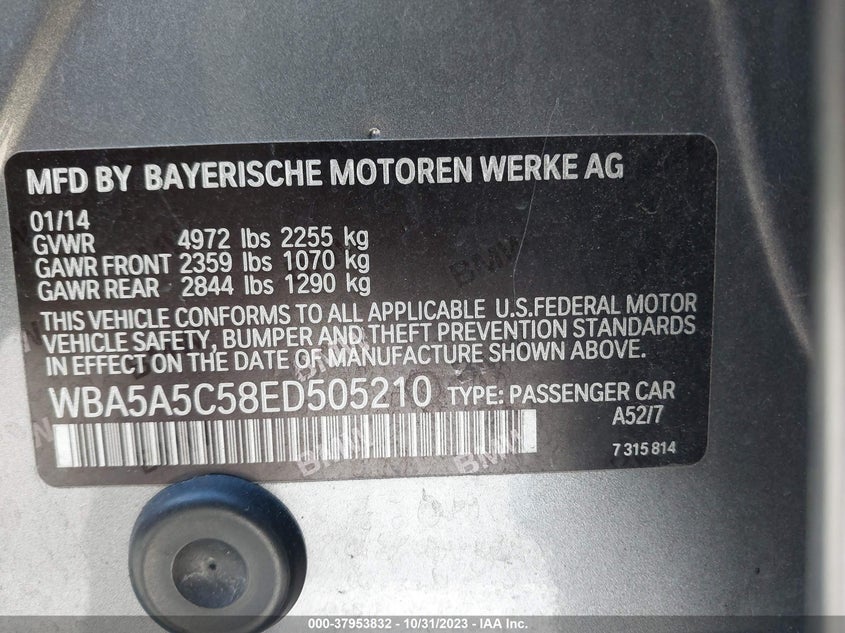 MFD BY BAYERISCHE MOTOREN WERKE AG
01/14
GVWR 4972 lbs 2255 kg
GAWR FRONT 2359 lbs 1070 kg
GAWR REAR 2844 lbs 1290 kg
THIS VEHICLE CONFORMS TO ALL APPLICABLE U.S.FEDERAL MOTOR
VEHICLE SAFETY, BUMPER AND THEFT PREVENTION STANDARDS
IN EFFECT ON THE DATE OF MANUFACTURE SHOWN ABOVE.
WBA5A5C58ED505210 TYPE: PASSENGER CAR
A52/7
7 315 814
000-37953832 - 10/31/2023 - IAA Inc.